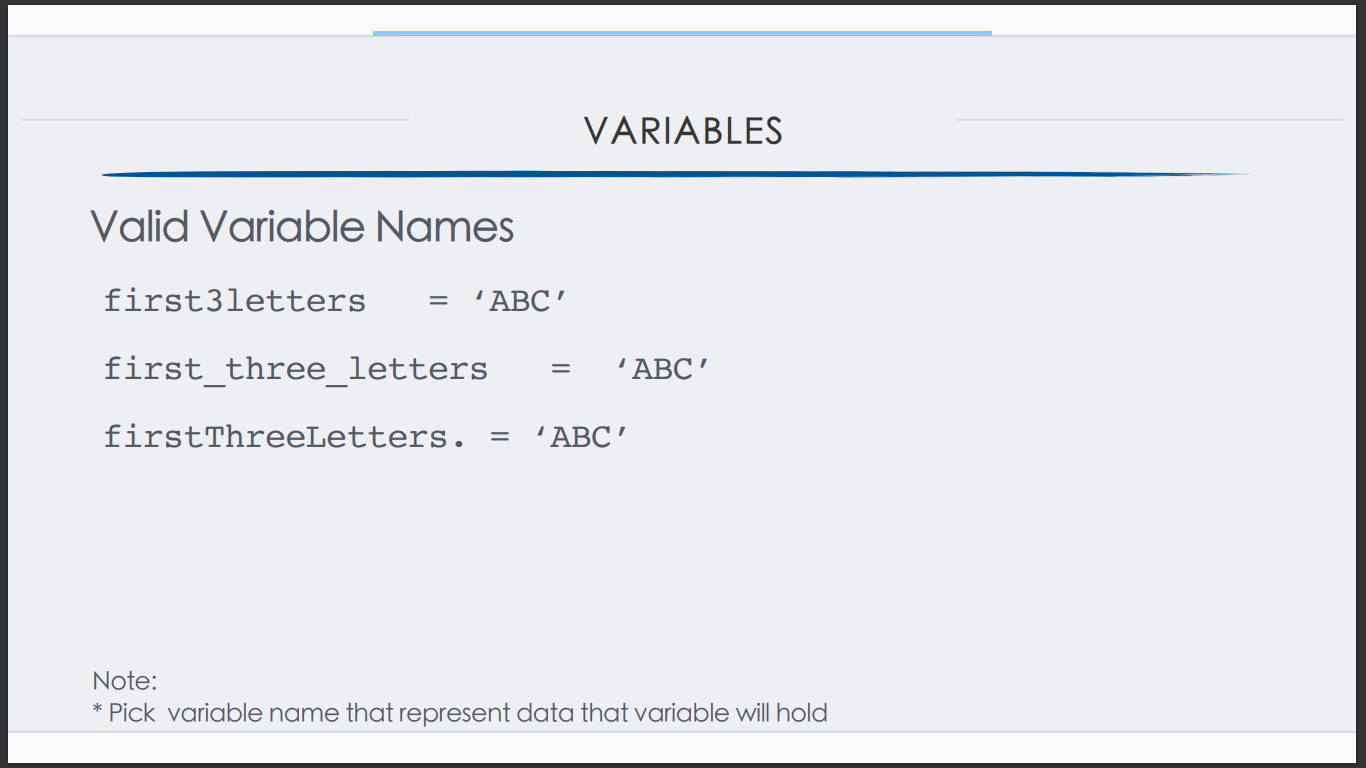 VARIABLES
Valid Variable Names
first3letters = ‘ABC’
first_three_letters = ‘ABC’
firstThreeLetters. = ‘ABC’
Note:
* Pick variable name that represent data that variable will hold